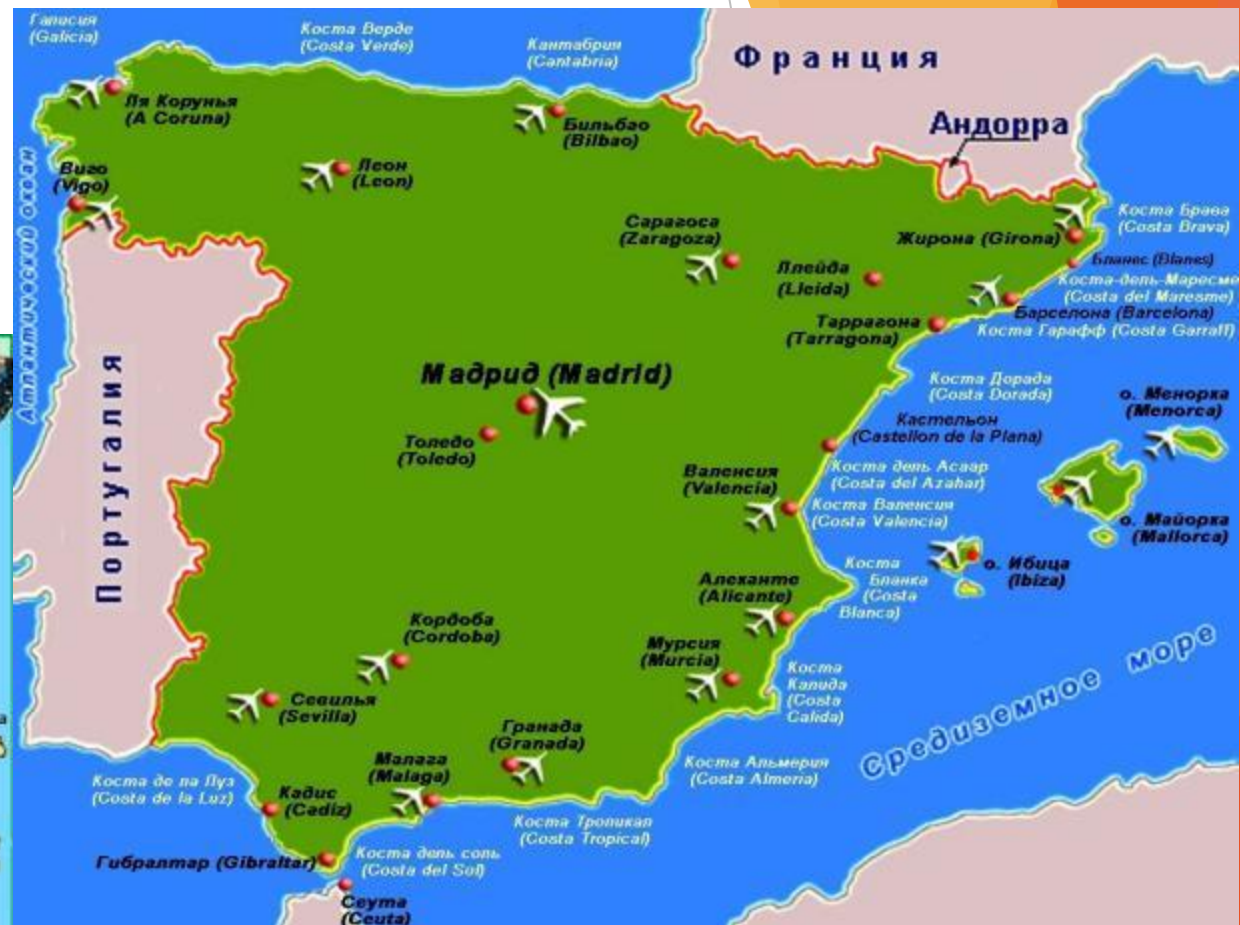 Галисия
(Galicia)
Коста Верде
(Costa Verde)
Кантабрия
(Cantabria)
Франция
Андорра
Ля Корунья
(A Coruna)
Бильбао
(Bilbao)
Леон
(Leon)
Виго
(Vigo)
Атлантический океан
Сарагоса
(Zaragoza)
Жирона (Girona)
Коста Брава
(Costa Brava)
Бланес (Blanes)
Ллейда
(Lleida)
Коста-дель-Маресме
(Costa del Maresme)
Барселона (Barcelona)
Таррагона
(Tarragona)
Коста Гарафф (Costa Garraff)
Португалия
Мадрид (Madrid)
Коста Дорада
(Costa Dorada)
о. Менорка
(Menorca)
Толедо
(Toledo)
Кастельон
(Castellon de la Plana)
Валенсия
(Valencia)
Коста дель Асаар
(Costa del Azahar)
Коста Валенсия
(Costa Valencia)
о. Майорка
(Mallorca)
о. Ибица
(Ibiza)
Коста
Бланка
(Costa
Blanca)
Алеканте
(Alicante)
Кордоба
(Cordoba)
Мурсия
(Murcia)
Коста
Калида
(Costa
Calida)
Средиземное море
Севилья
(Sevilla)
Гранада
(Granada)
Малага
(Malaga)
Коста Альмерия
(Costa Almeria)
Коста де ла Луз
(Costa de la Luz)
Кадис
(Cadiz)
Коста Тропикал
(Costa Tropical)
Гибралтар (Gibraltar)
Коста дель соль
(Costa del Sol)
Сеута
(Ceuta)